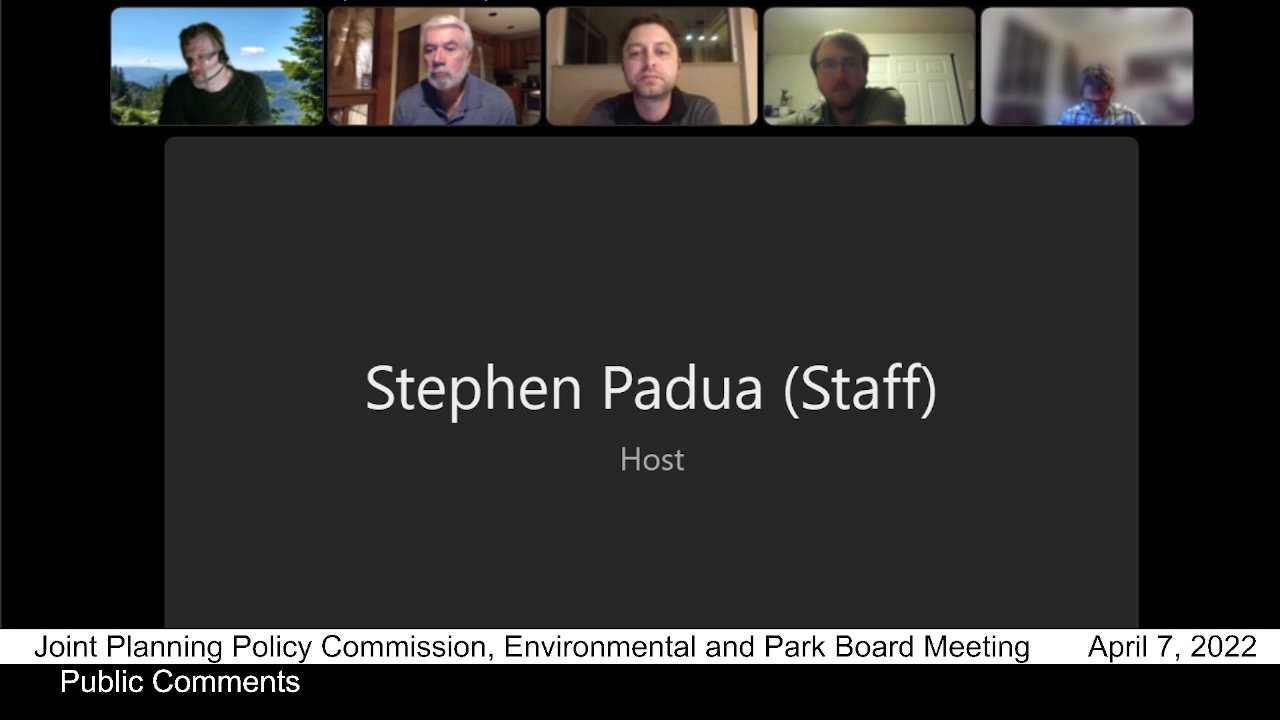 Stephen Padua (Staff)
Host
Joint Planning Policy Commission, Environmental and Park Board Meeting April 7, 2022
Public Comments